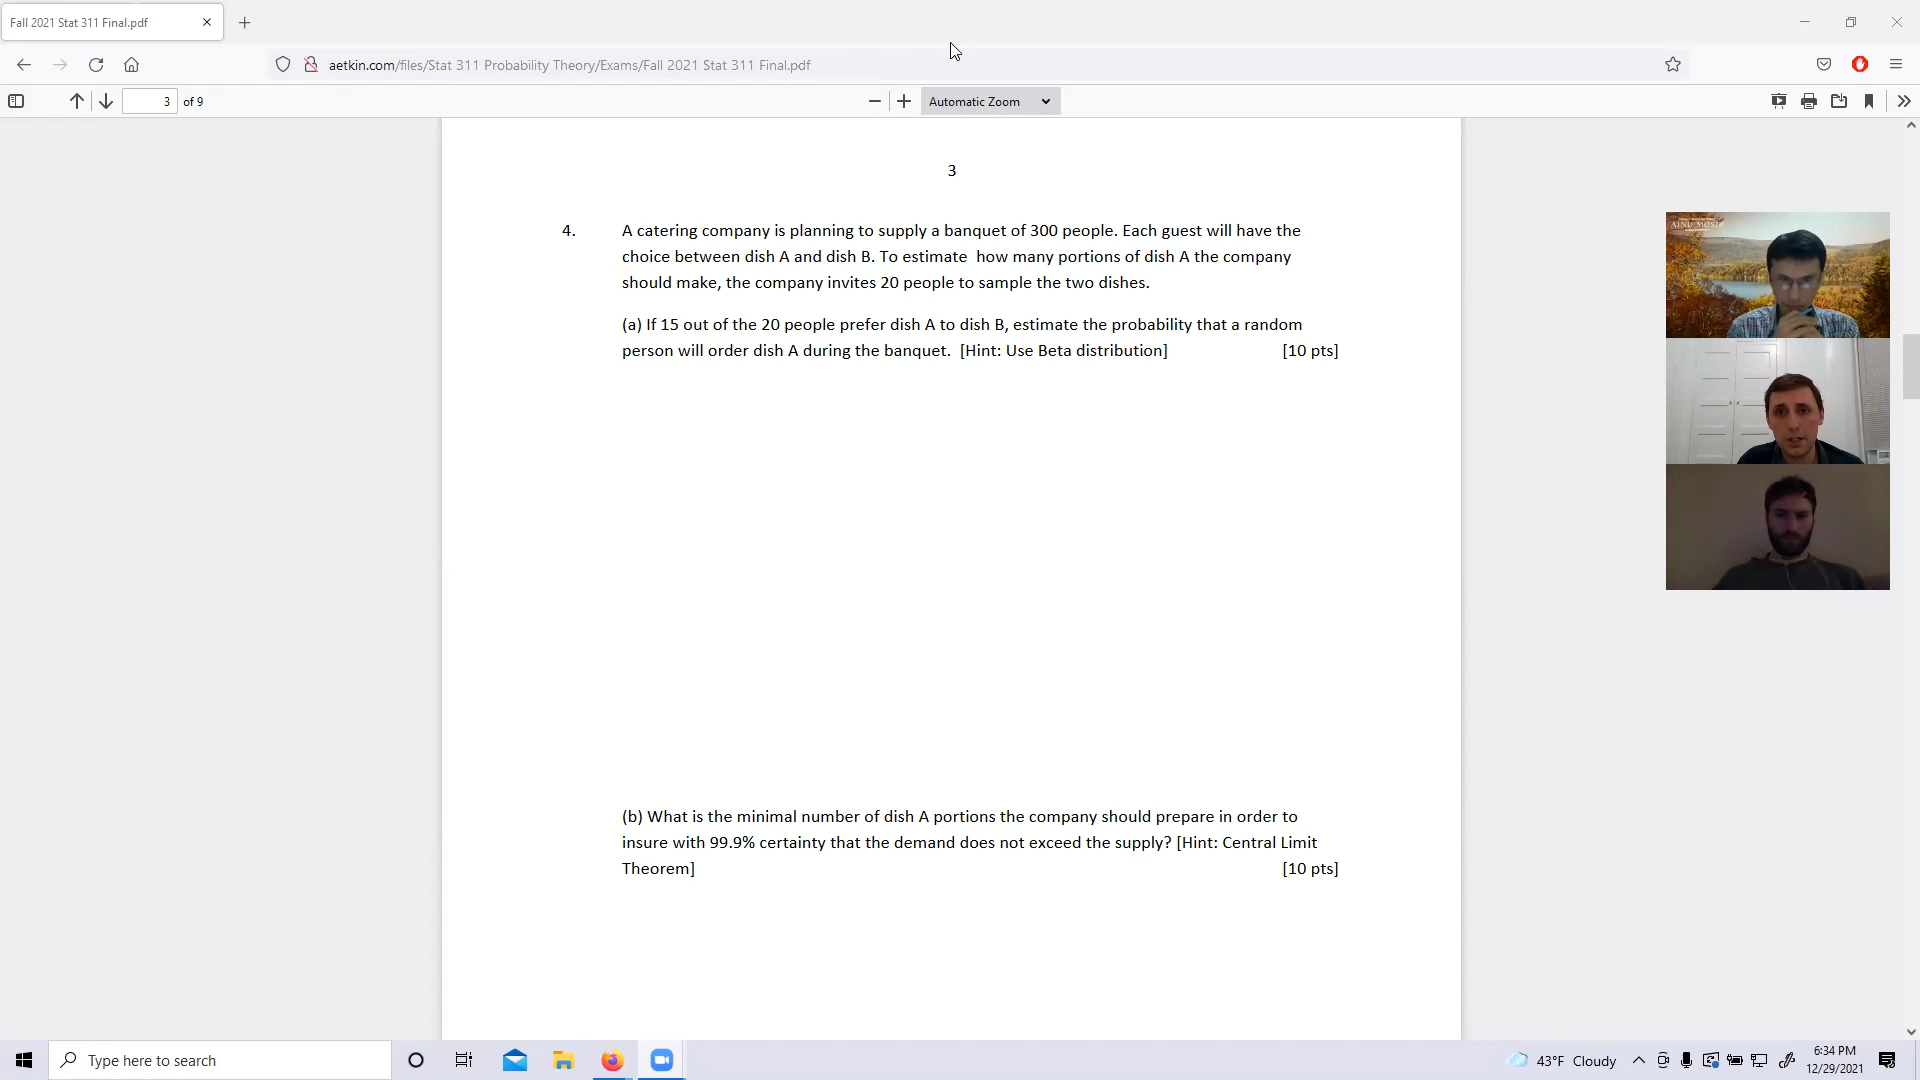 Fall 2021 Stat 311 Final.pdf
aetkin.com/files/Stat 311 Probability Theory/Exams/Fall 2021 Stat 311 Final.pdf
3 of 9
Automatic Zoom
3
4. A catering company is planning to supply a banquet of 300 people. Each guest will have the
choice between dish A and dish B. To estimate how many portions of dish A the company
should make, the company invites 20 people to sample the two dishes.
(a) If 15 out of the 20 people prefer dish A to dish B, estimate the probability that a random
person will order dish A during the banquet. [Hint: Use Beta distribution] [10 pts]
(b) What is the minimal number of dish A portions the company should prepare in order to
insure with 99.9% certainty that the demand does not exceed the supply? [Hint: Central Limit
Theorem] [10 pts]
AINU MOSIR
Type here to search
43°F Cloudy
6:34 PM
12/29/2021